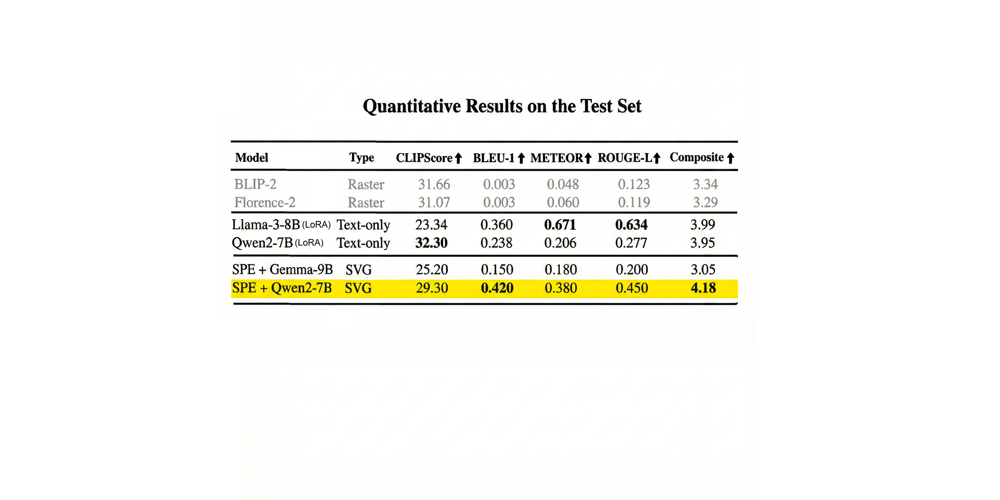 Quantitative Results on the Test Set
Model Type CLIPScore↑ BLEU-1↑ METEOR↑ ROUGE-L↑ Composite↑
BLIP-2 Raster 31.66 0.003 0.048 0.123 3.34
Florence-2 Raster 31.07 0.003 0.060 0.119 3.29
Llama-3-8B (LoRA) Text-only 23.34 0.360 0.671 0.634 3.99
Qwen2-7B (LoRA) Text-only 32.30 0.238 0.206 0.277 3.95
SPE + Gemma-9B SVG 25.20 0.150 0.180 0.200 3.05
SPE + Qwen2-7B SVG 29.30 0.420 0.380 0.450 4.18